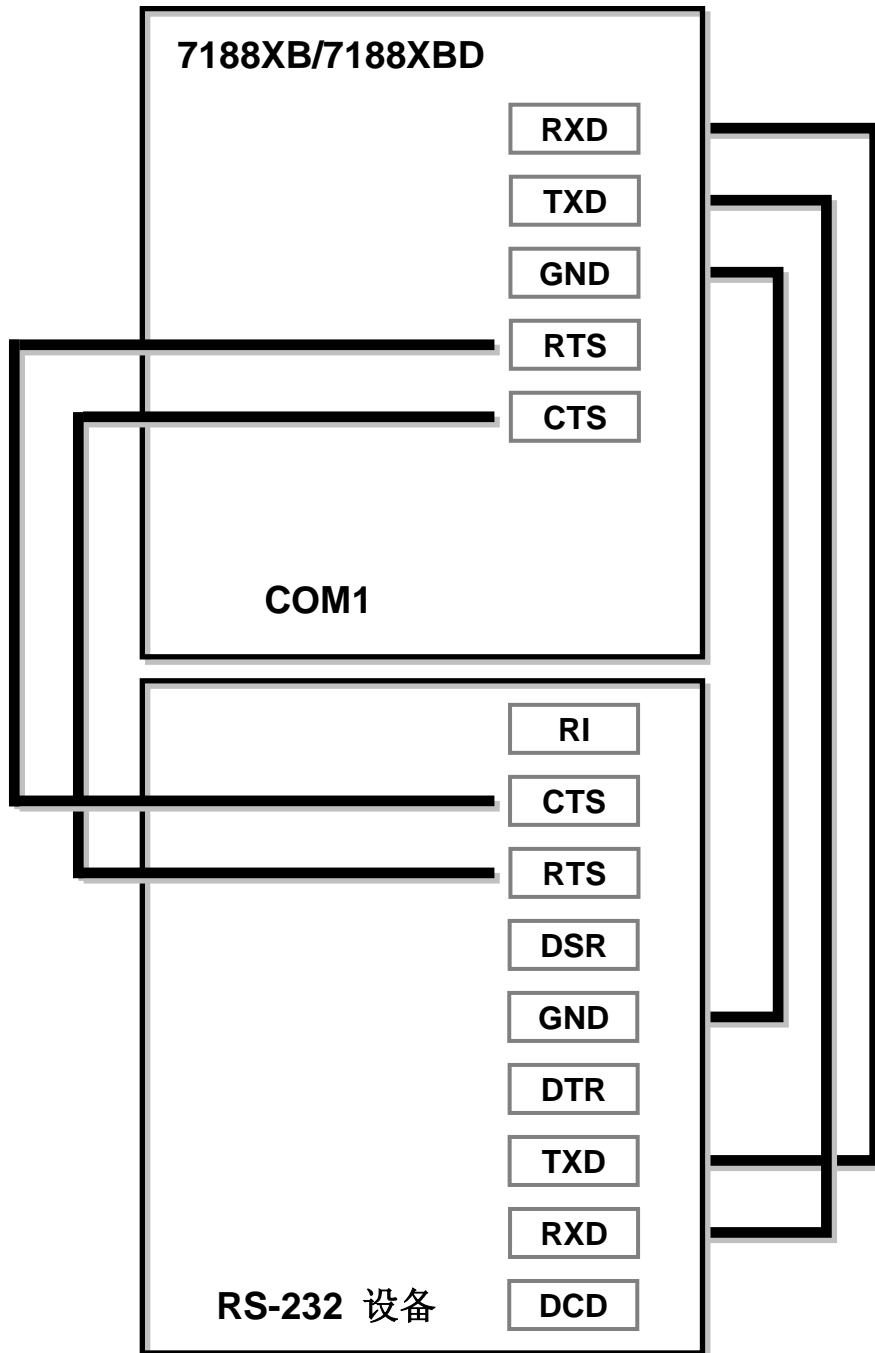 7188XB/7188XBD
RXD
TXD
GND
RTS
CTS
COM1
RI
CTS
RTS
DSR
GND
DTR
TXD
RXD
RS-232 设备
DCD